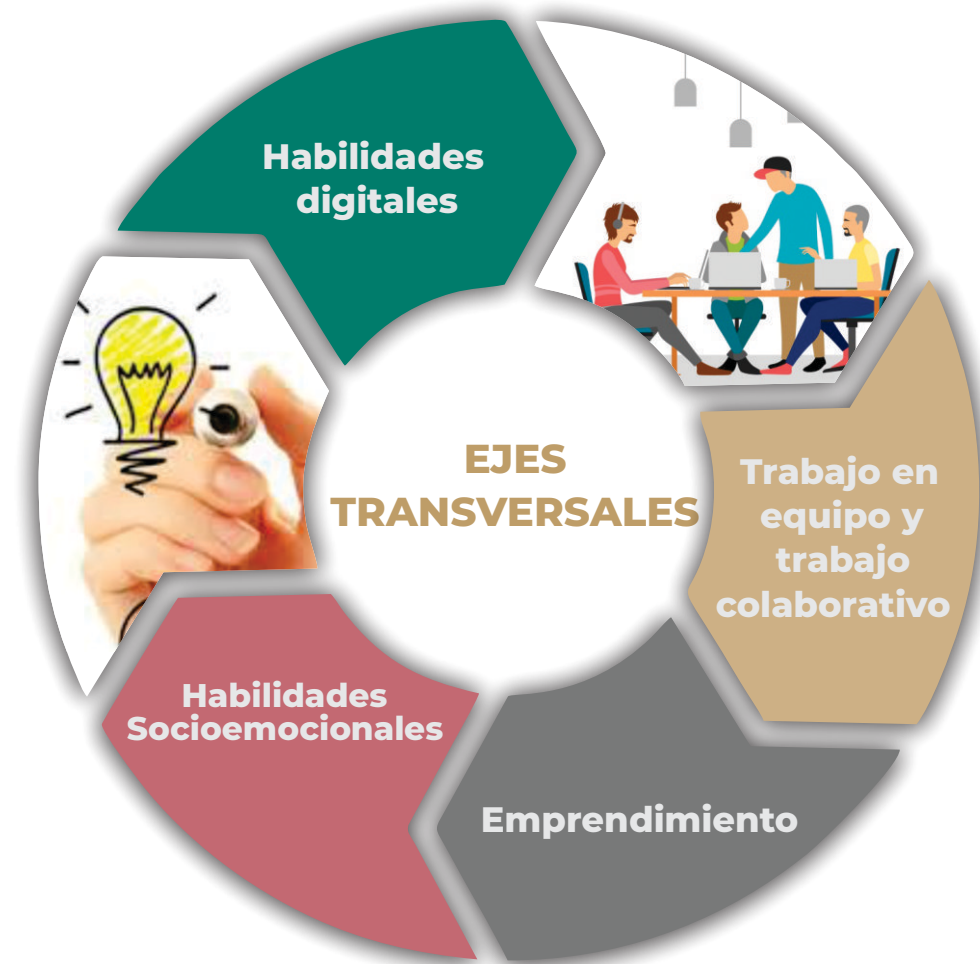 Habilidades
digitales
EJES
TRANSVERSALES
Trabajo en
equipo y
trabajo
colaborativo
Habilidades
Socioemocionales
Emprendimiento